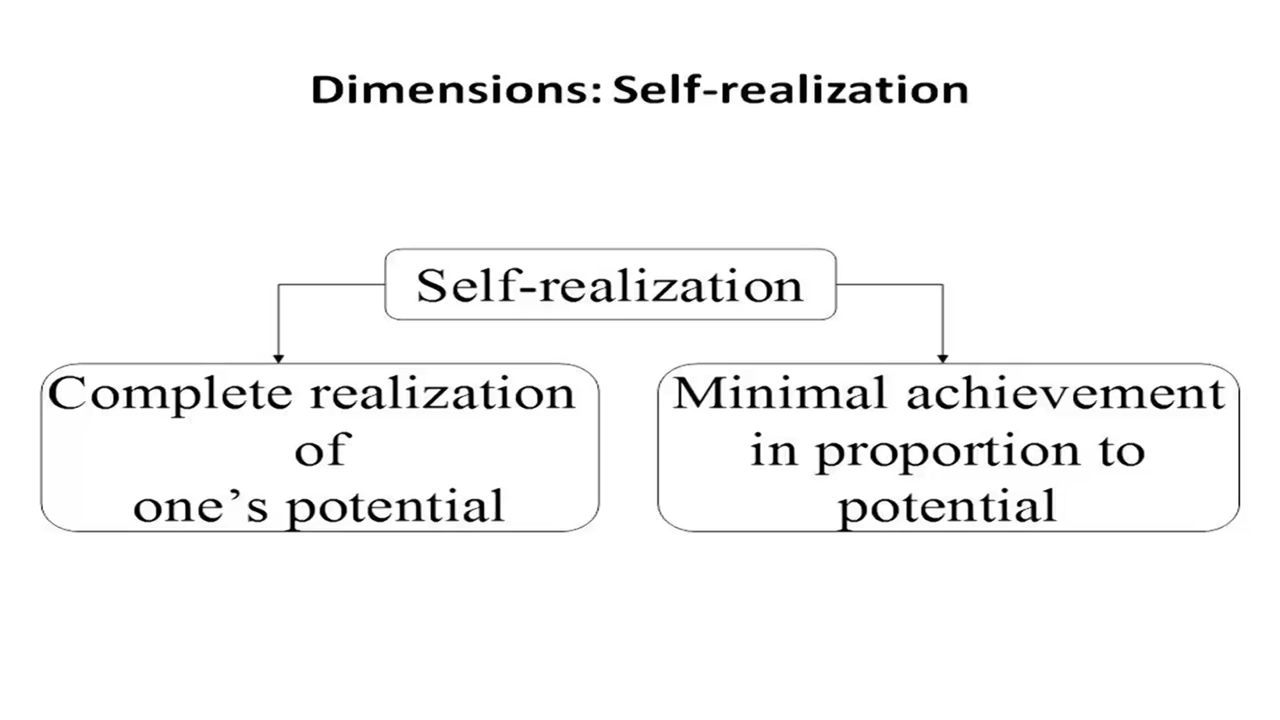 Dimensions: Self-realization
Self-realization
Complete realization
of
one’s potential
Minimal achievement
in proportion to
potential